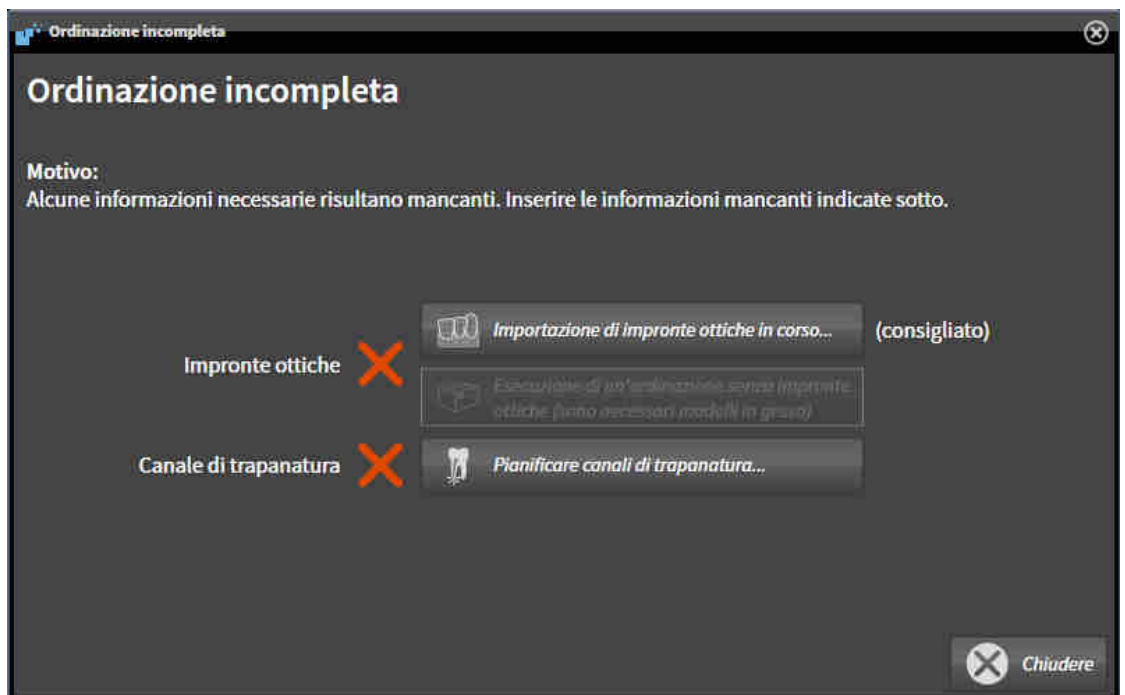 Ordinazione incompleta
Ordinazione incompleta
Motivo:
Alcune informazioni necessarie risultano mancanti. Inserire le informazioni mancanti indicate sotto.
Importazione di impronte ottiche in corso...
(consigliato)
Impronte ottiche
Esecuzione di un'ordinazione senza impronte
ottiche (sono necessari modelli in gesso)
Canale di trapanatura
Pianificare canali di trapanatura...
Chiudere